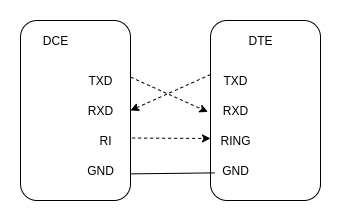 DCE DTE
TXD TXD
RXD RXD
RI RING
GND GND